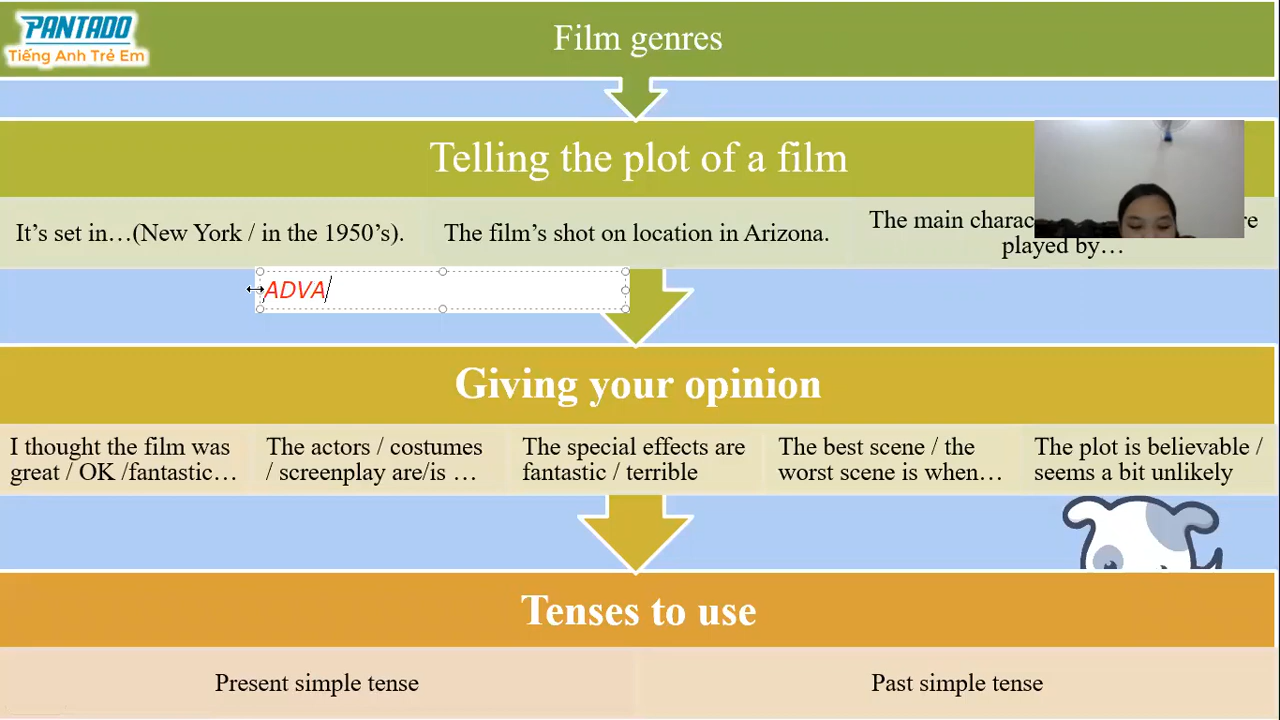 PANTADO
Tiếng Anh Trẻ Em
Film genres
Telling the plot of a film
It’s set in…(New York / in the 1950’s).
The film’s shot on location in Arizona.
The main
played by…
ADVA
Giving your opinion
I thought the film was
great / OK /fantastic…
The actors / costumes
/ screenplay are/is …
The special effects are
fantastic / terrible
The best scene / the
worst scene is when…
The plot is believable /
seems a bit unlikely
Tenses to use
Present simple tense
Past simple tense